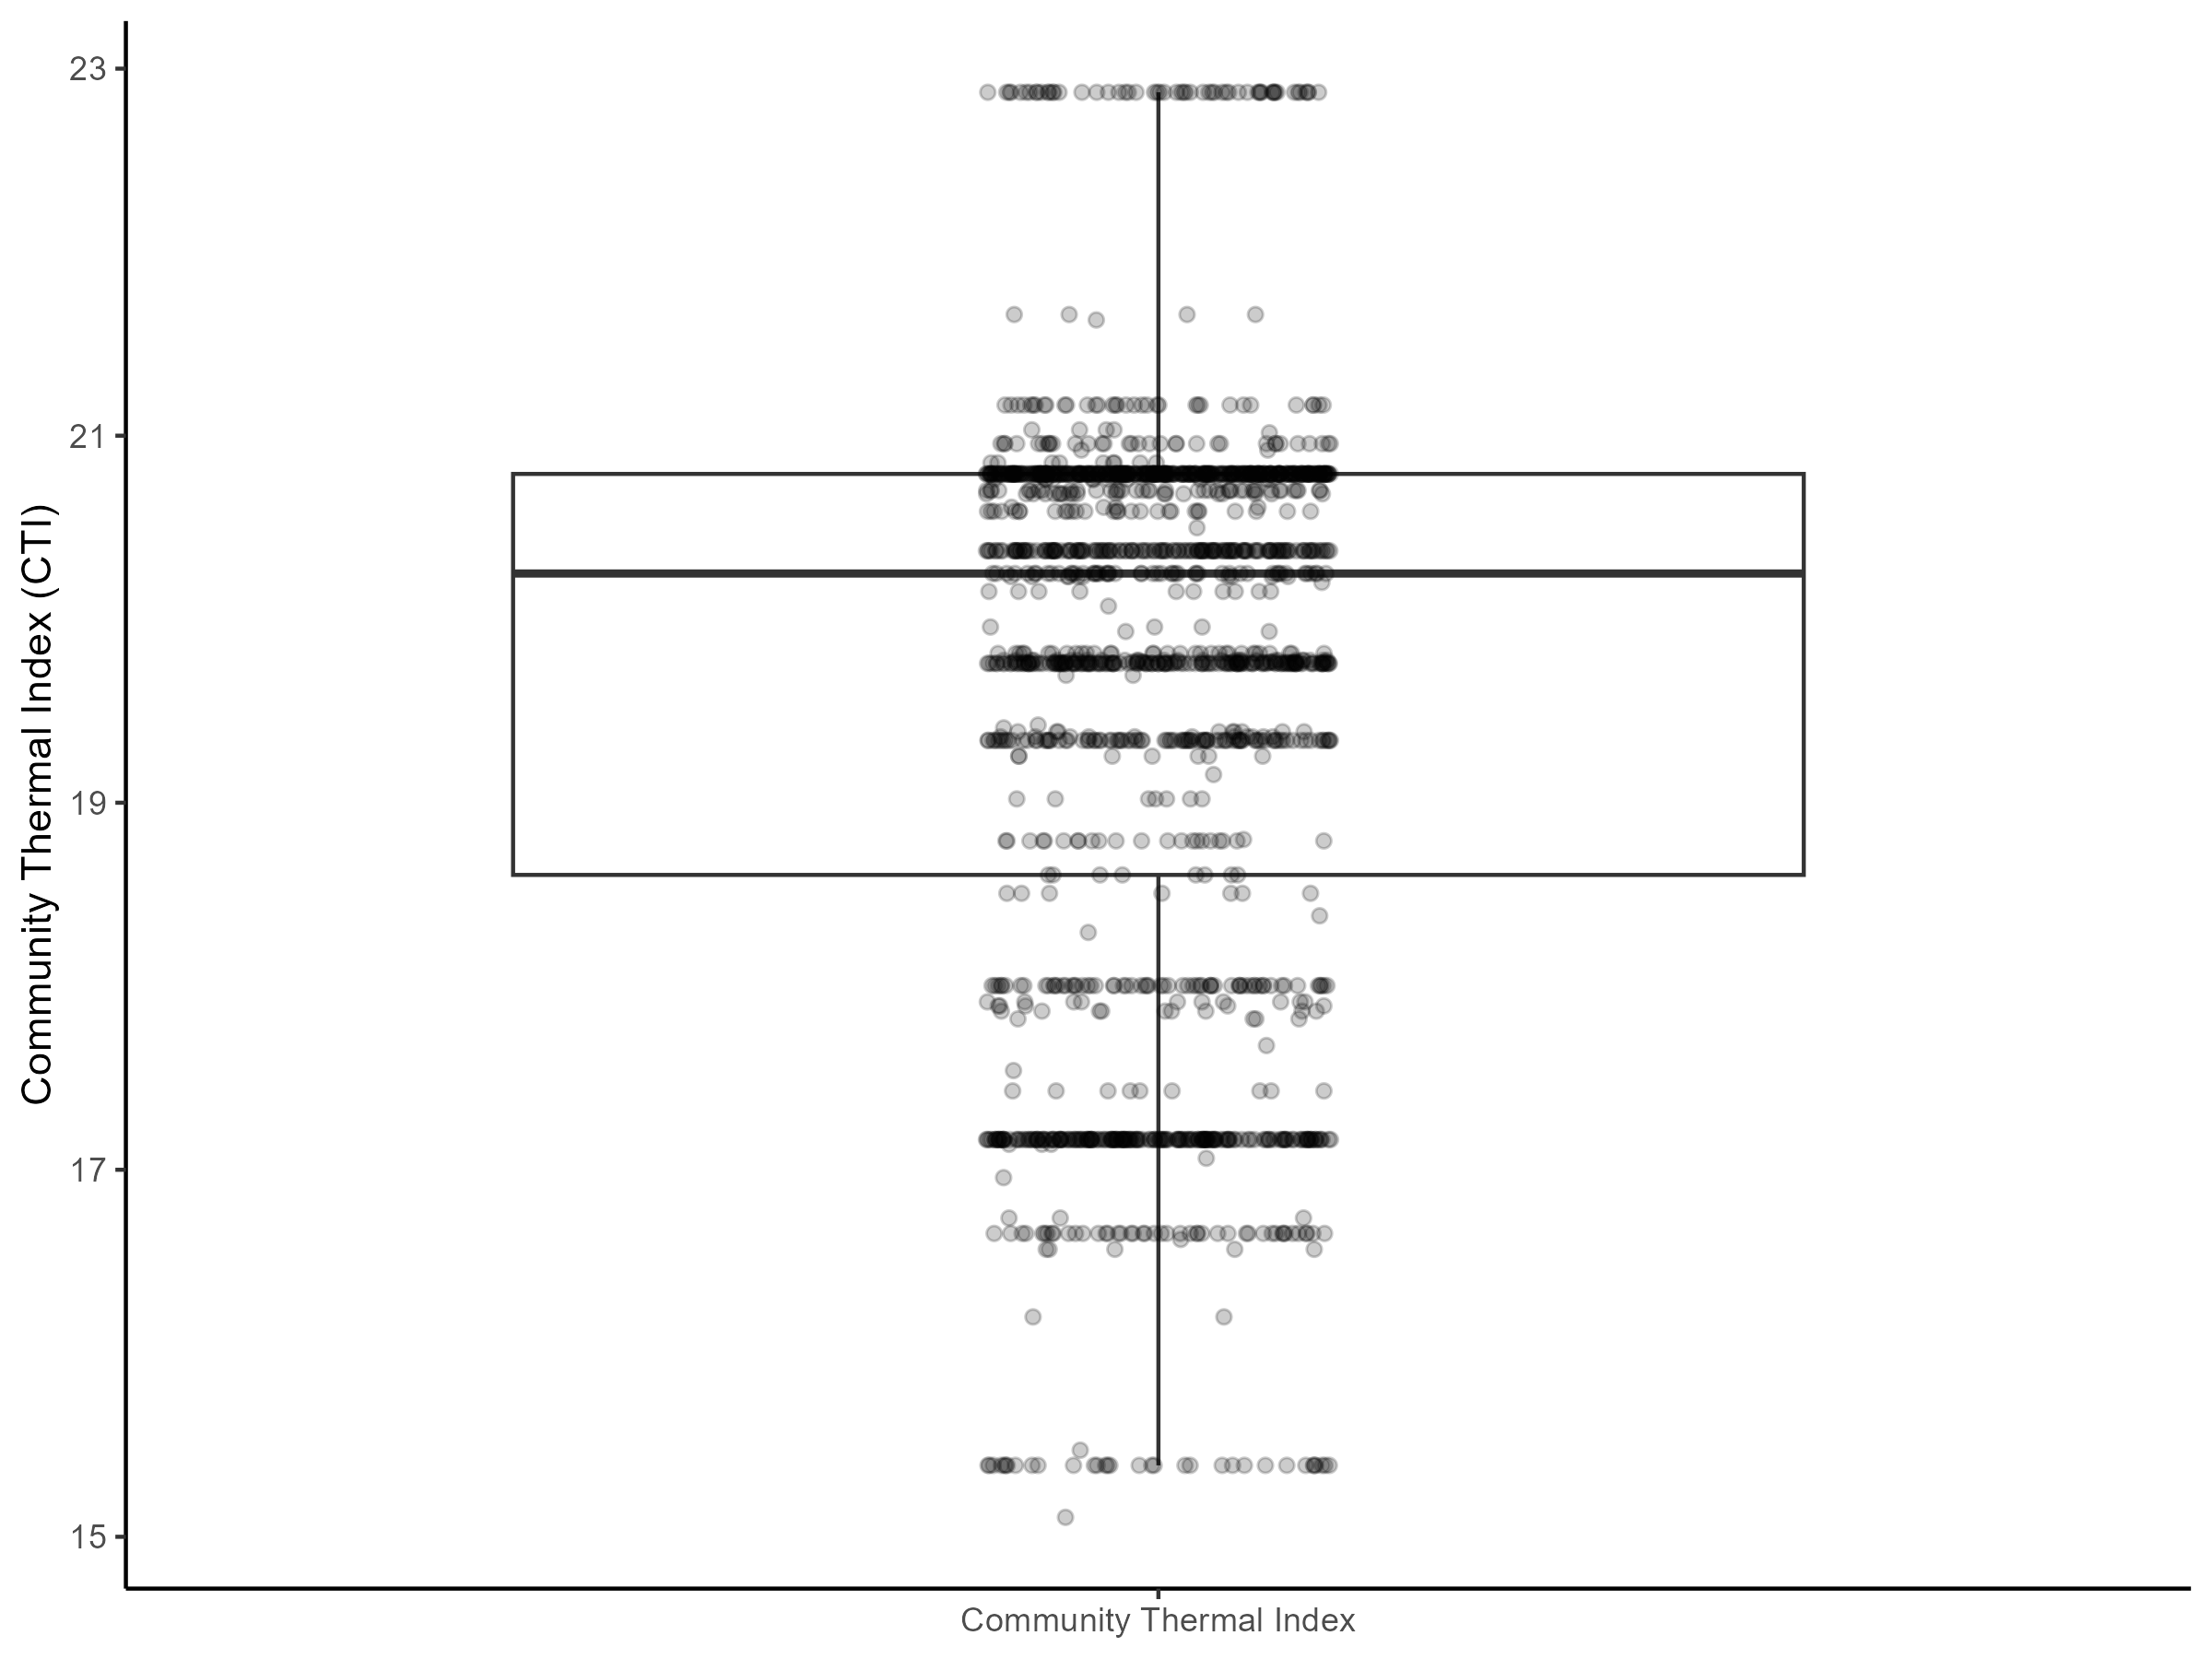 Community Thermal Index (CTI)
23
21
19
17
15
Community Thermal Index